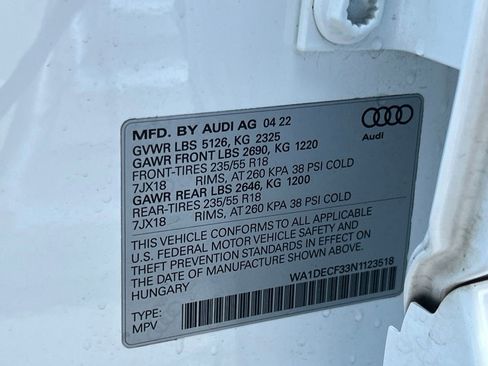 MFD. BY AUDI AG 04 22
GVWR LBS 5126, KG 2325
GAWR FRONT LBS 2690, KG 1220
FRONT-TIRES 235/55 R18
7JX18 RIMS, AT 260 KPA 38 PSI COLD
GAWR REAR LBS 2646, KG 1200
REAR-TIRES 235/55 R18
7JX18 RIMS, AT 260 KPA 38 PSI COLD
THIS VEHICLE CONFORMS TO ALL APPLICABLE
U.S. FEDERAL MOTOR VEHICLE SAFETY AND
THEFT PREVENTION STANDARDS IN EFFECT ON
THE DATE OF MANUFACTURE SHOWN ABOVE
HUNGARY
WA1DECF33N1123518
TYPE:
MPV
Audi